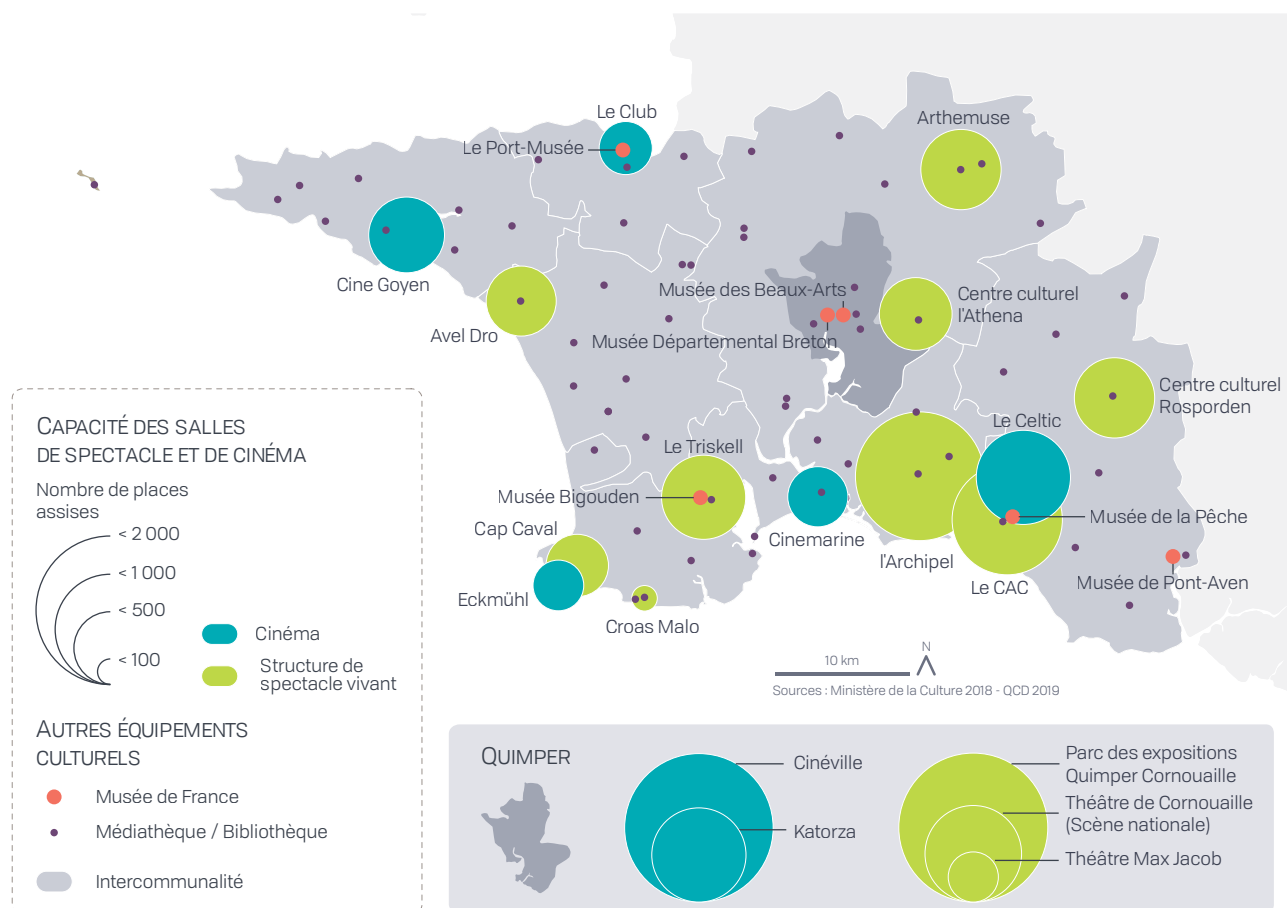 Le Club
Le Port-Musée
Arthemuse
Cine Goyen
Avel Dro
Musée des Beaux-Arts
Musée Départemental Breton
Centre culturel
l'Athena
Centre culturel
Rosporden
Le Celtic
Le Triskell
Musée Bigouden
Cap Caval
Eckmühl
Croas Malo
Cinemarine
l'Archipel
Le CAC
Musée de la Pêche
Musée de Pont-Aven
10 km
N
Sources : Ministère de la Culture 2018 - QCD 2019
CAPACITÉ DES SALLES
DE SPECTACLE ET DE CINÉMA
Nombre de places
assises
< 2 000
< 1 000
< 500
< 100
Cinéma
Structure de
spectacle vivant
AUTRES ÉQUIPEMENTS
CULTURELS
Musée de France
Médiathèque / Bibliothèque
Intercommunalité
QUIMPER
Cinéville
Katorza
Parc des expositions
Quimper Cornouaille
Théâtre de Cornouaille
(Scène nationale)
Théâtre Max Jacob